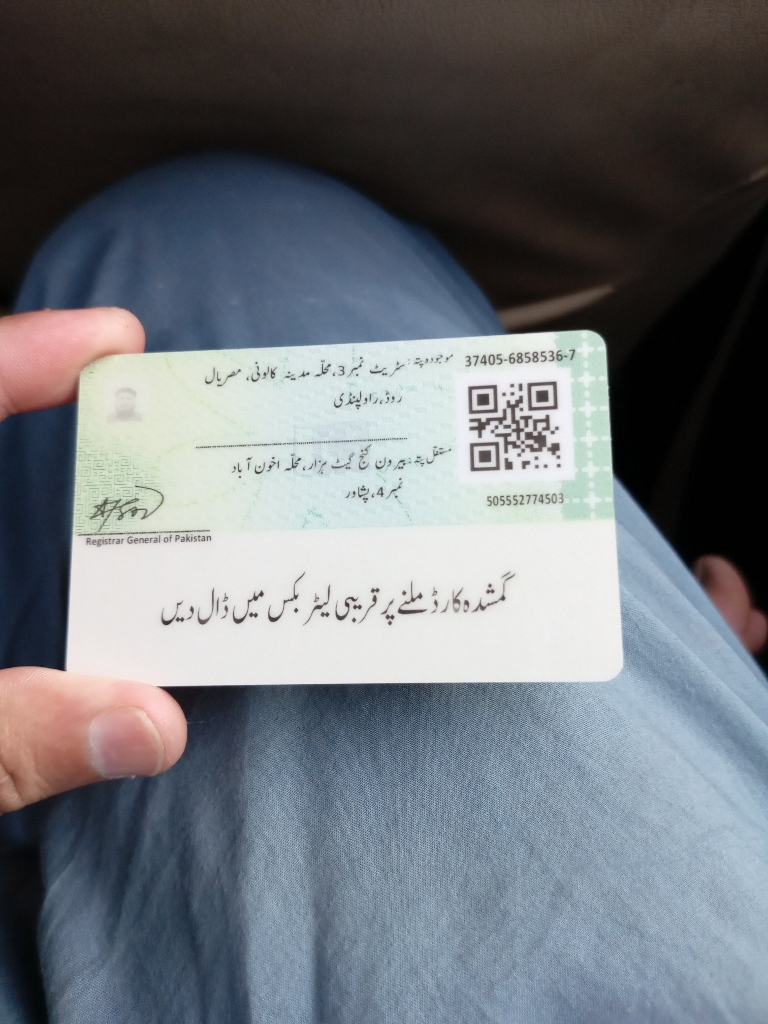 37405-6858536-7
موجودہ پتہ: سٹریٹ نمبر 3، محلّہ مدینہ کالونی، مصریال
روڈ، راولپنڈی
مستقل پتہ: بیرون گنج گیٹ ہزار، محلّہ اخون آباد
نمبر 4، پشاور
505552774503
Registrar General of Pakistan
گمشدہ کارڈ ملنے پر قریبی لیٹر بکس میں ڈال دیں